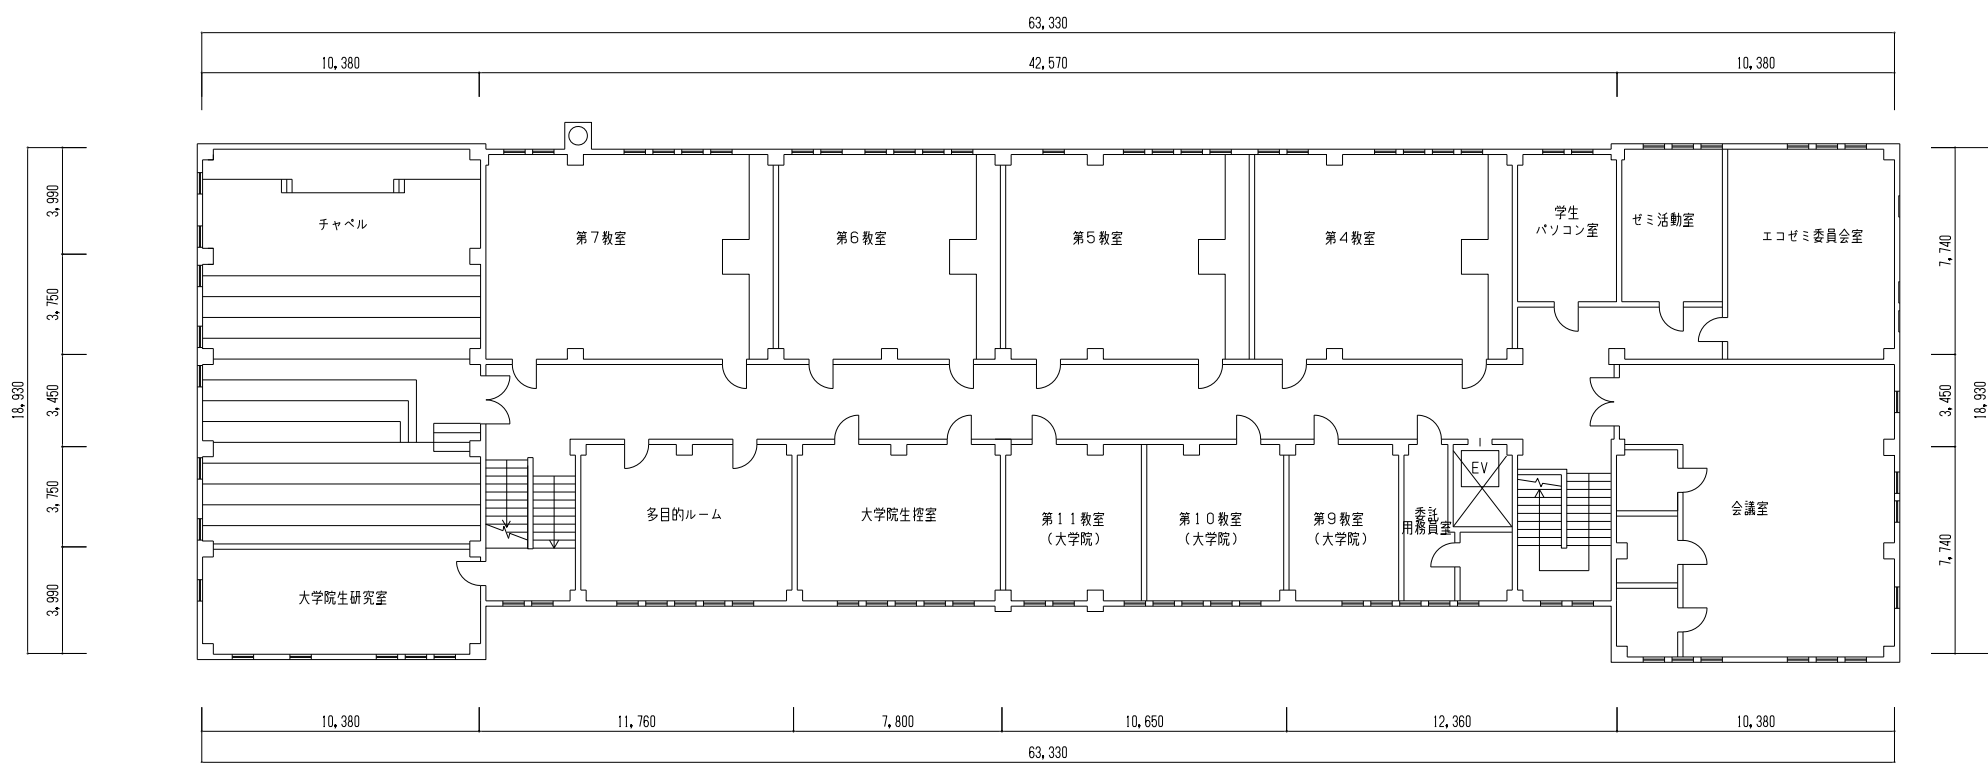 63,330
10,380
42,570
10,380
チャペル
第7教室
第6教室
第5教室
第4教室
学生
パソコン室
ゼミ活動室
エコゼミ委員会室
3,990
3,750
3,450
3,750
3,990
18,930
7,740
3,450
7,740
18,930
EV
多目的ルーム
大学院生控室
第11教室
(大学院)
第10教室
(大学院)
第9教室
(大学院)
委託
用務員室
会議室
大学院生研究室
10,380
11,760
7,800
10,650
12,360
10,380
63,330